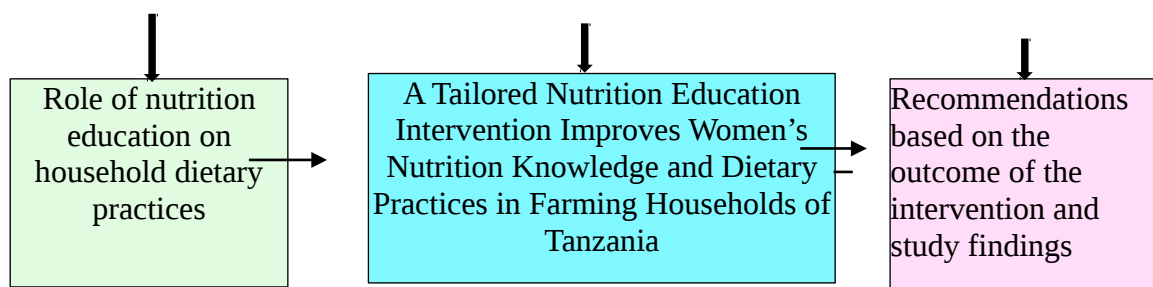 Role of nutrition
education on
household dietary
practices
A Tailored Nutrition Education
Intervention Improves Women’s
Nutrition Knowledge and Dietary
Practices in Farming Households of
Tanzania
Recommendations
based on the
outcome of the
intervention and
study findings